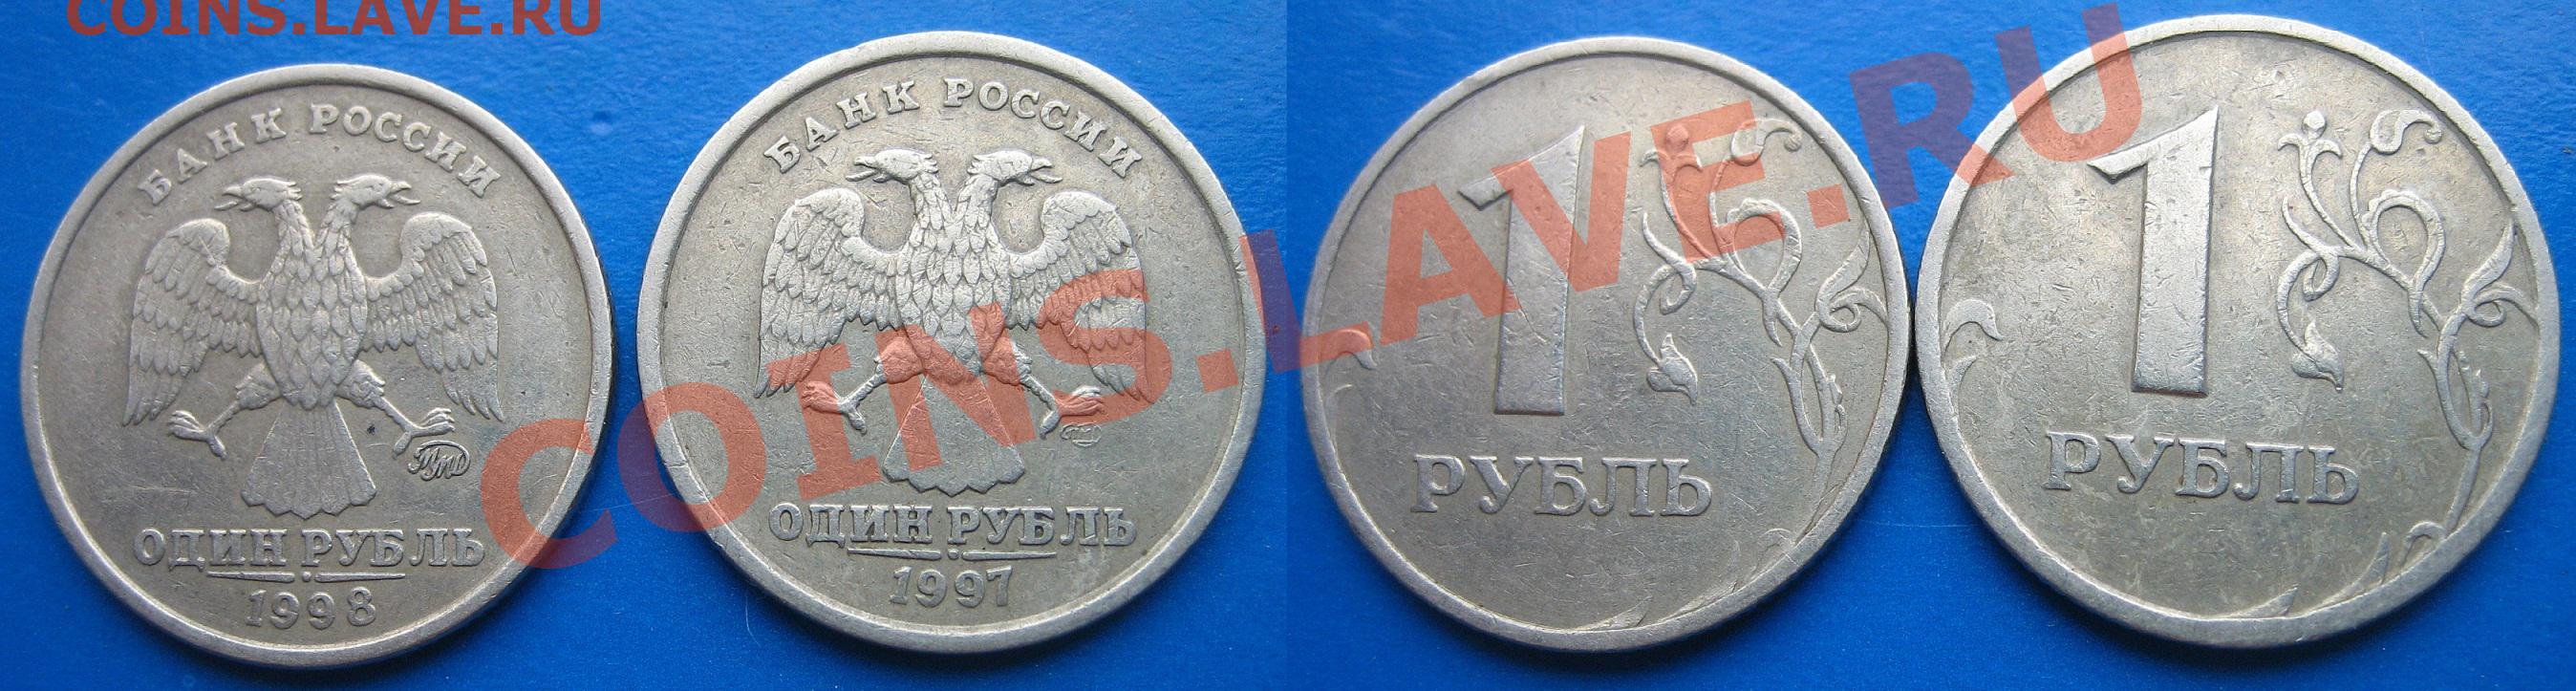 COINS.LAVE.RU
БАНК РОССИИ
ММД
ОДИН РУБЛЬ
1998
БАНК РОССИИ
ОДИН РУБЛЬ
1997
1
РУБЛЬ
1
РУБЛЬ
COINS.LAVE.RU